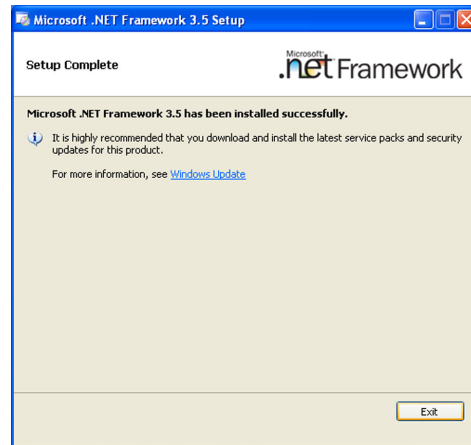 Microsoft .NET Framework 3.5 Setup
Setup Complete
Microsoft
.net Framework
Microsoft .NET Framework 3.5 has been installed successfully.
It is highly recommended that you download and install the latest service packs and security
updates for this product.
For more information, see Windows Update
Exit